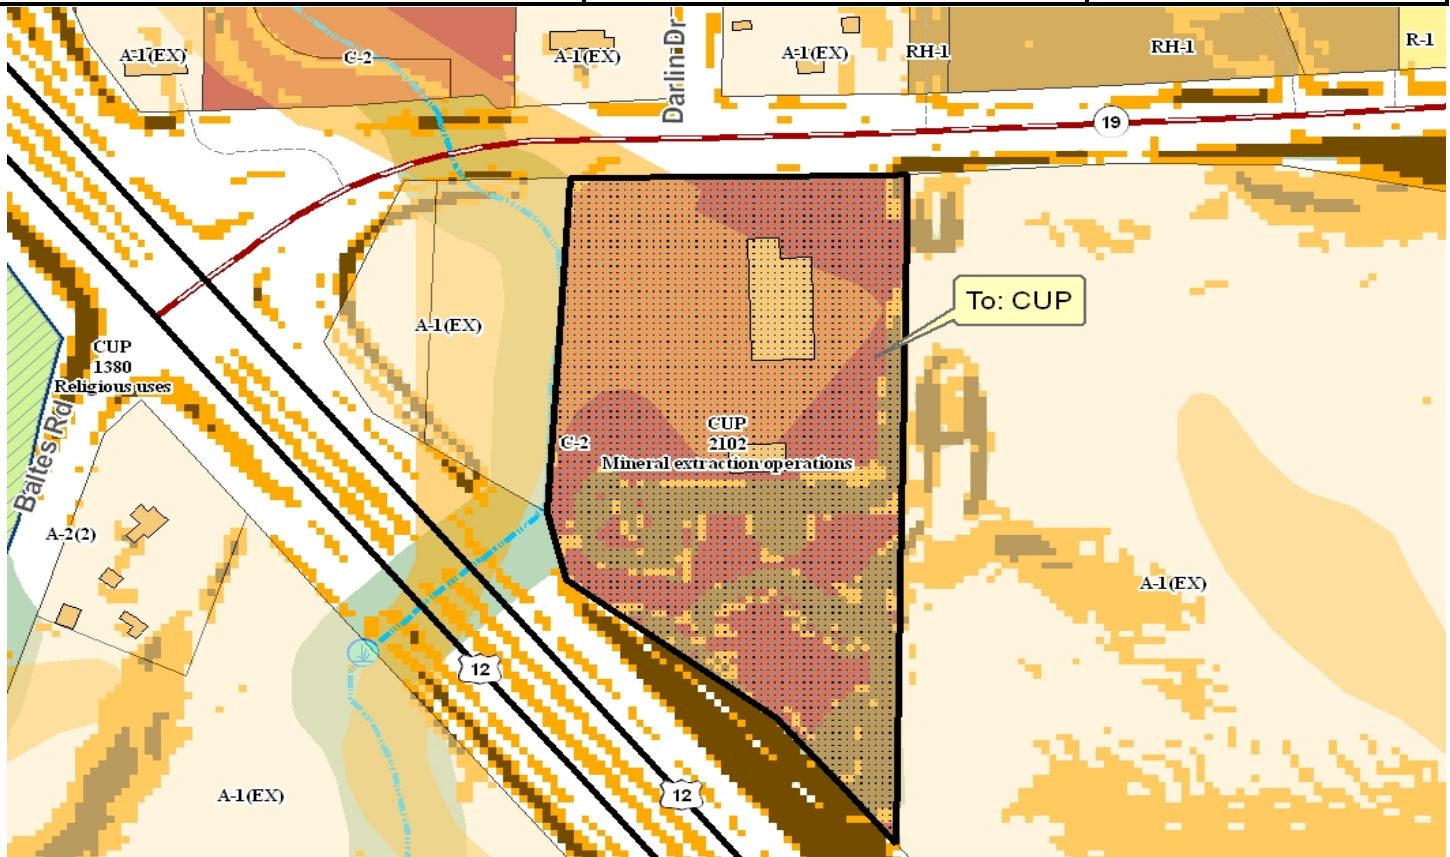 A-1(EX)
C-2
A-1(EX)
Darlin Dr
A-1(EX)
RH-1
RH-1
R-1
19
To: CUP
A-1(EX)
CUP
1380
Religious uses
Baltes Rd
C-2
CUP
2102
Mineral extraction operations
A-2(2)
A-1(EX)
12
12
A-1(EX)